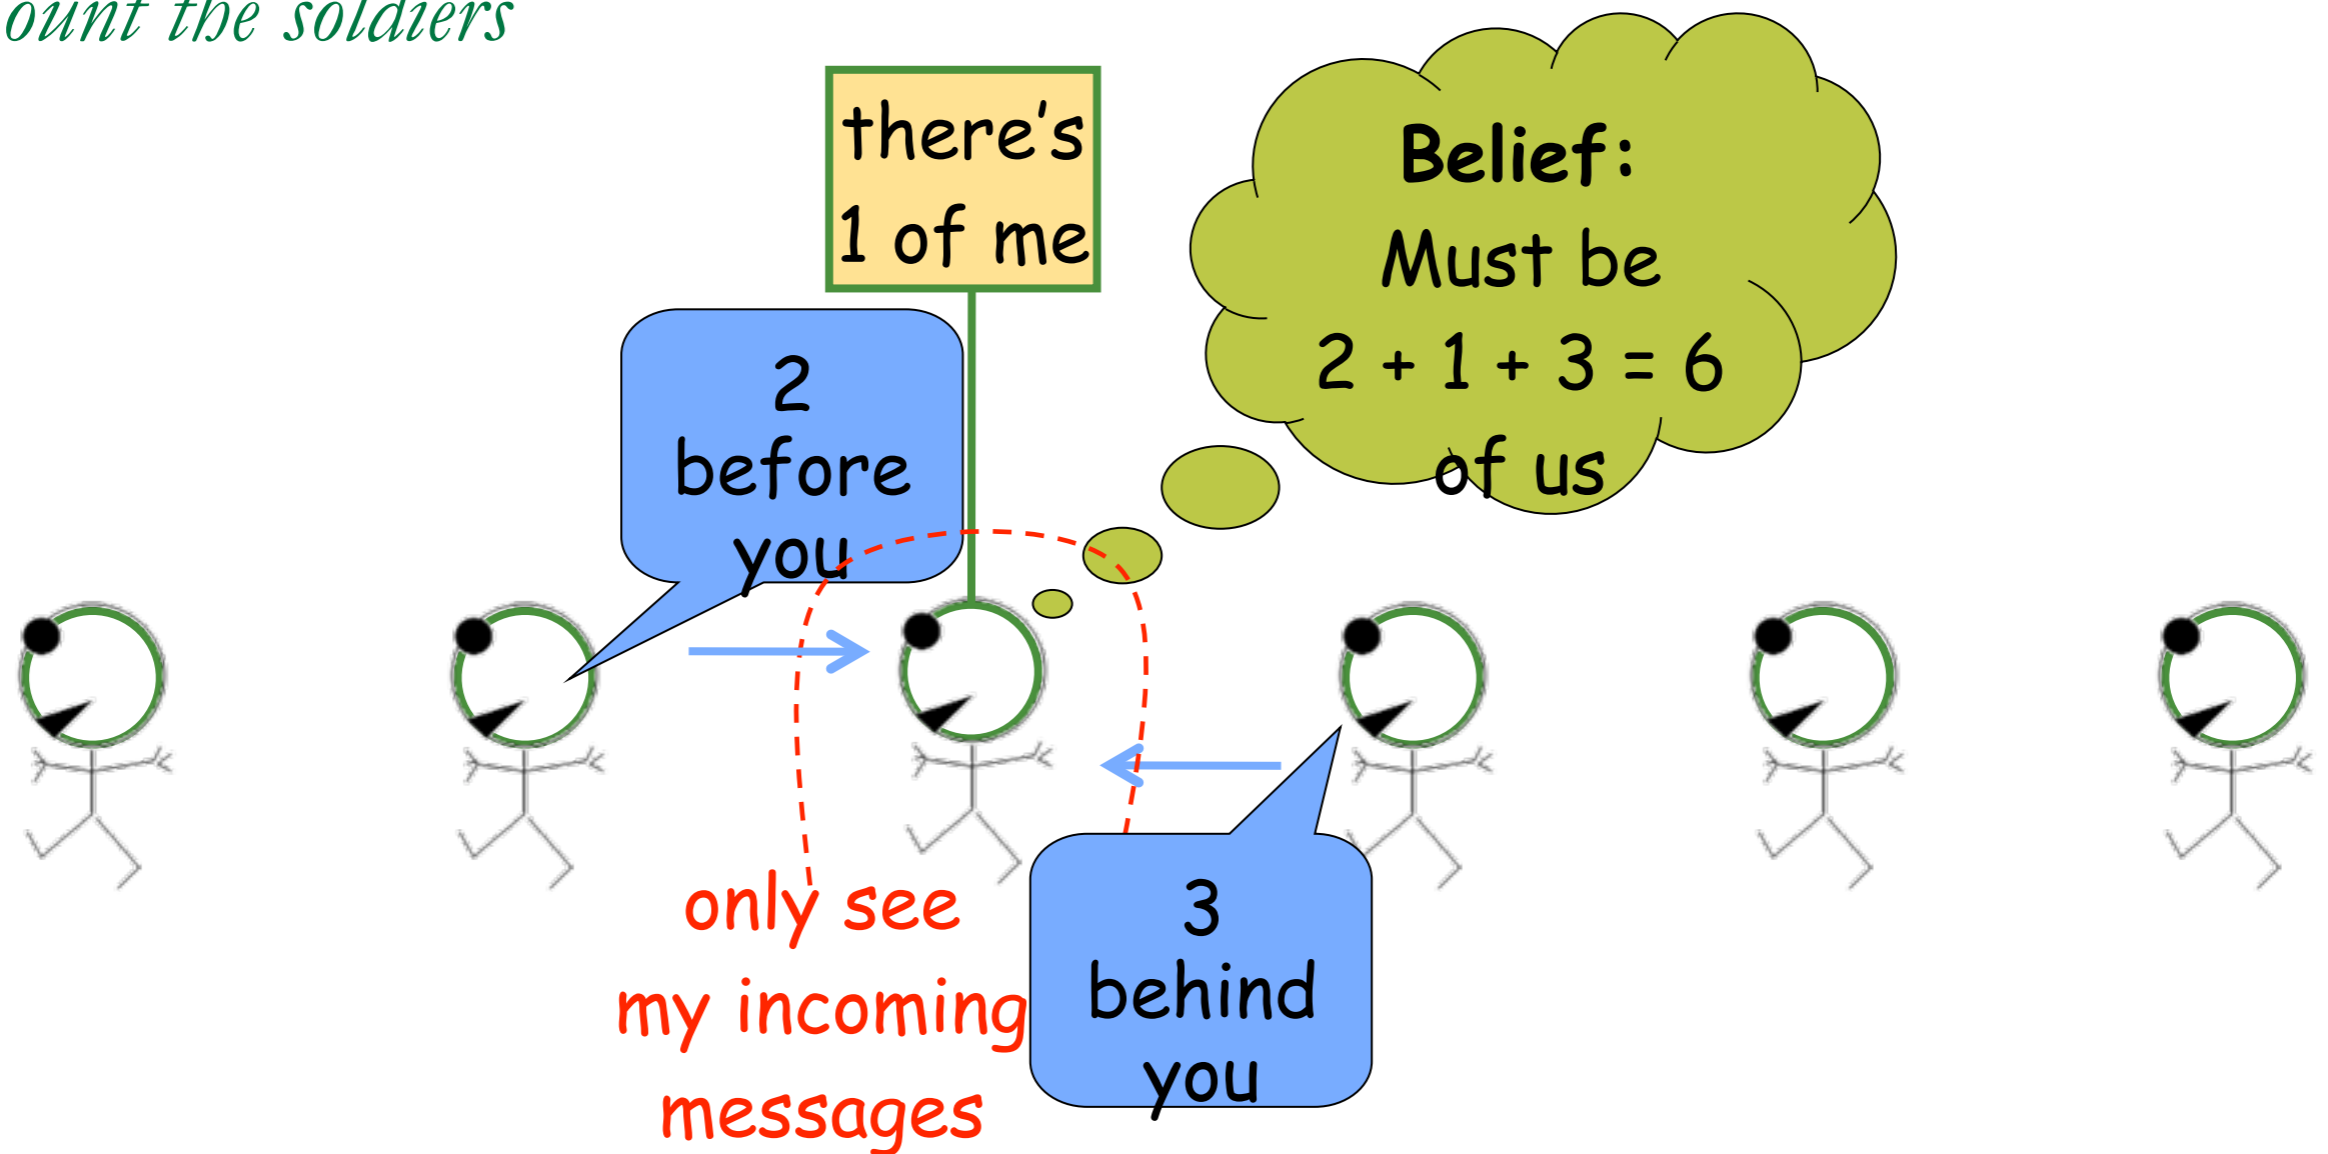 ount the soldiers
there's
1 of me
Belief:
Must be
2 + 1 + 3 = 6
of us
2
before
you
only see
my incoming
messages
3
behind
you